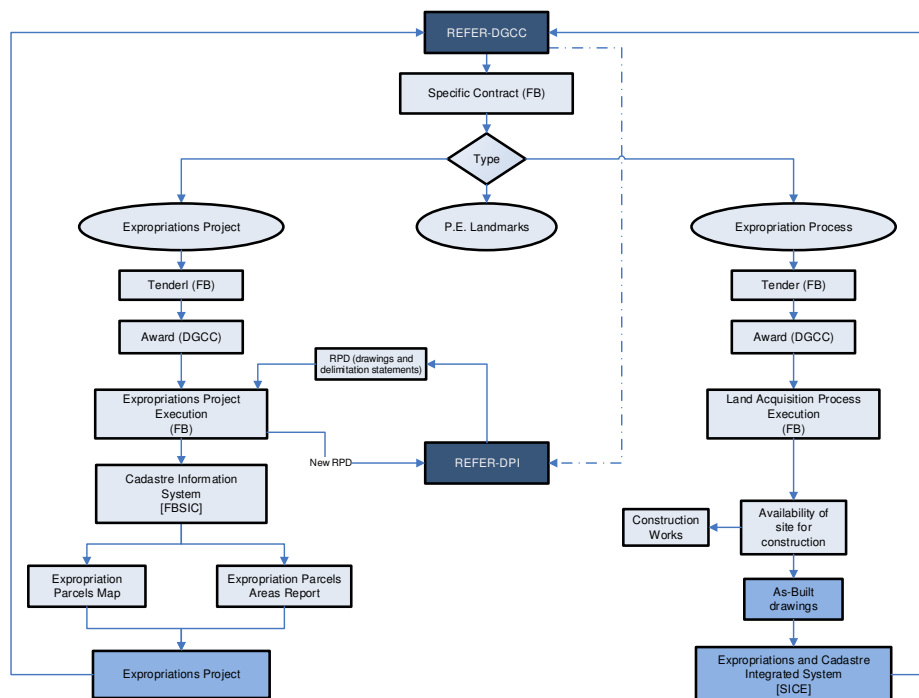 REFER-DGCC
Specific Contract (FB)
Type
Expropriations Project
P.E. Landmarks
Expropriation Process
Tenderl (FB)
Tender (FB)
Award (DGCC)
Award (DGCC)
RPD (drawings and
delimitation statements)
Expropriations Project
Execution
(FB)
Land Acquisition Process
Execution
(FB)
New RPD
REFER-DPI
Cadastre Information
System
[FBSIC]
Construction
Works
Availability of
site for
construction
Expropriation
Parcels Map
Expropriation Parcels
Areas Report
As-Built
drawings
Expropriations Project
Expropriations and Cadastre
Integrated System
[SICE]